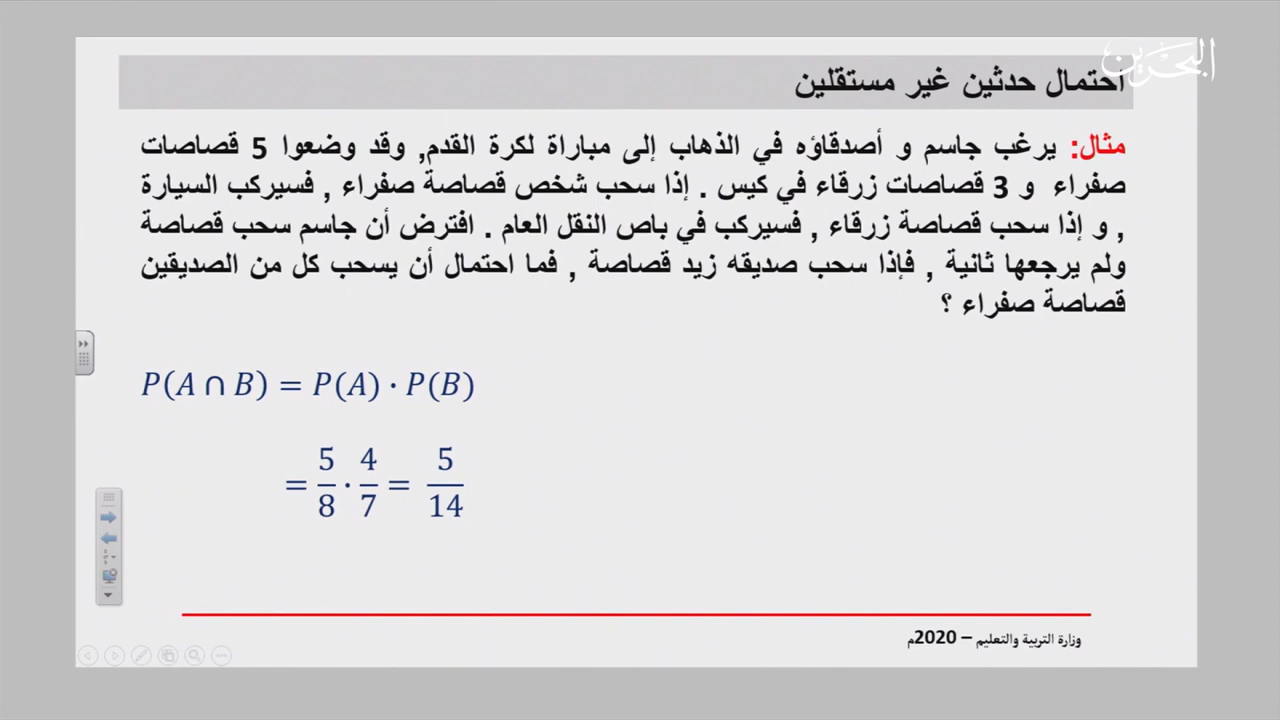 البحرين
احتمال حدثين غير مستقلين
مثال: يرغب جاسم و أصدقاؤه في الذهاب إلى مباراة لكرة القدم, وقد وضعوا 5 قصاصات
صفراء و 3 قصاصات زرقاء في كيس . إذا سحب شخص قصاصة صفراء , فسيركب السيارة
, و إذا سحب قصاصة زرقاء , فسيركب في باص النقل العام . افترض أن جاسم سحب قصاصة
ولم يرجعها ثانية , فإذا سحب صديقه زيد قصاصة , فما احتمال أن يسحب كل من الصديقين
قصاصة صفراء ؟
P(A ∩ B) = P(A) · P(B)
= 5/8 · 4/7 = 5/14
وزارة التربية والتعليم – 2020م